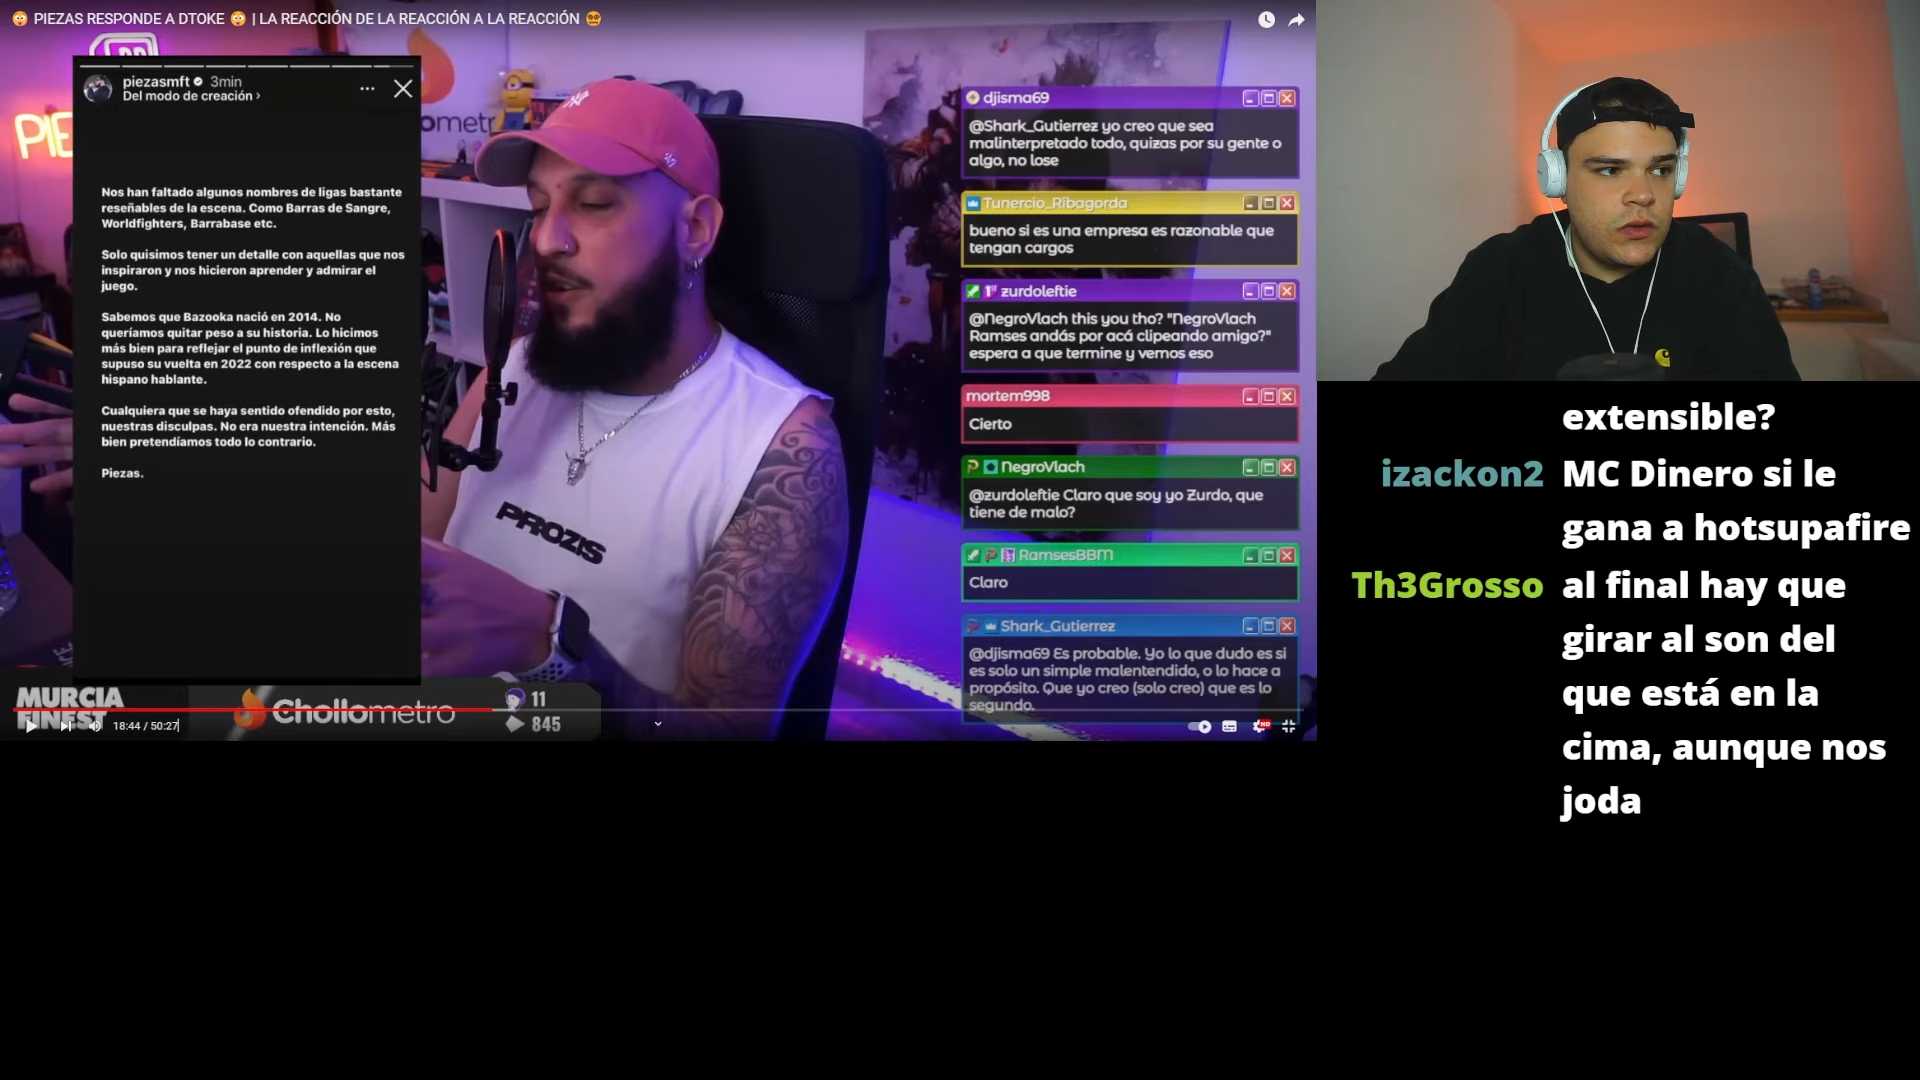 😳 PIEZAS RESPONDE A DTOKE 😳 | LA REACCIÓN DE LA REACCIÓN A LA REACCIÓN 😵‍💫
PIE
piezasmft 3min
Del modo de creación ›
Nos han faltado algunos nombres de ligas bastante
reseñables de la escena. Como Barras de Sangre,
Worldfighters, Barrabase etc.
Solo quisimos tener un detalle con aquellas que nos
inspiraron y nos hicieron aprender y admirar el
juego.
Sabemos que Bazooka nació en 2014. No
queríamos quitar peso a su historia. Lo hicimos
más bien para reflejar el punto de inflexión que
supuso su vuelta en 2022 con respecto a la escena
hispano hablante.
Cualquiera que se haya sentido ofendido por esto,
nuestras disculpas. No era nuestra intención. Más
bien pretendíamos todo lo contrario.
Piezas.
ometr
PROZIS
djisma69
@Shark_Gutierrez yo creo que sea
malinterpretado todo, quizas por su gente o
algo, no lose
Tunercio_Ribagorda
bueno si es una empresa es razonable que
tengan cargos
zurdoleftie
@NegroVlach this you tho? "NegroVlach
Ramses andás por acá clipeando amigo?"
espera a que termine y vemos eso
mortem998
Cierto
NegroVlach
@zurdoleftie Claro que soy yo Zurdo, que
tiene de malo?
RamsesBBM
Claro
Shark_Gutierrez
@djisma69 Es probable. Yo lo que dudo es si
es solo un simple malentendido, o lo hace a
propósito. Que yo creo (solo creo) que es lo
segundo.
MURCIA
FINEST
Chollometro
11
845
18:44 / 50:27
HD
extensible?
izackon2 MC Dinero si le
gana a hotsupafire
Th3Grosso al final hay que
girar al son del
que está en la
cima, aunque nos
joda